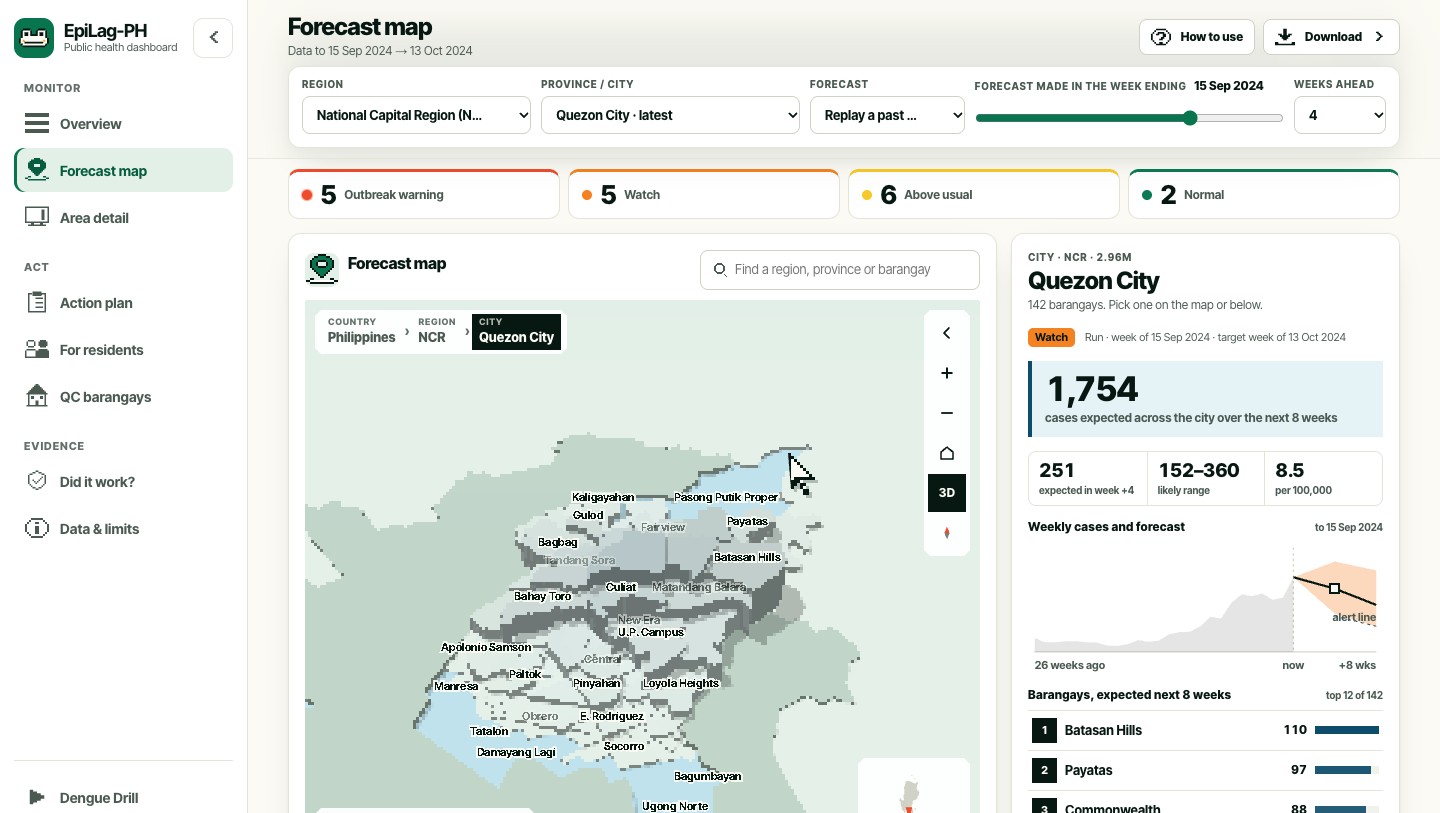 EpiLag-PH
Public health dashboard
MONITOR
Overview
Forecast map
Area detail
ACT
Action plan
For residents
QC barangays
EVIDENCE
Did it work?
Data & limits
Dengue Drill
Forecast map
Data to 15 Sep 2024 → 13 Oct 2024
How to use
Download
REGION
National Capital Region (N...
PROVINCE / CITY
Quezon City · latest
FORECAST
Replay a past ...
FORECAST MADE IN THE WEEK ENDING 15 Sep 2024
WEEKS AHEAD
4
5 Outbreak warning
5 Watch
6 Above usual
2 Normal
Forecast map
Find a region, province or barangay
COUNTRY
Philippines
›
REGION
NCR
›
CITY
Quezon City
+
−
3D
Kaligayahan
Pasong Putik Proper
Gulod
Fairview
Payatas
Bagbag
Tandang Sora
Batasan Hills
Culiat
Matandang Balara
Bahay Toro
New Era
U.P. Campus
Apolonio Samson
Central
Paltok
Manresa
Pinyahan
Loyola Heights
Obrero
E. Rodriguez
Tatalon
Socorro
Damayang Lagi
Bagumbayan
Ugong Norte
CITY · NCR · 2.96M
Quezon City
142 barangays. Pick one on the map or below.
Watch
Run · week of 15 Sep 2024 · target week of 13 Oct 2024
1,754
cases expected across the city over the next 8 weeks
251
expected in week +4
152–360
likely range
8.5
per 100,000
Weekly cases and forecast
to 15 Sep 2024
alert line
26 weeks ago
now
+8 wks
Barangays, expected next 8 weeks
top 12 of 142
1 Batasan Hills 110
2 Payatas 97
3 Commonwealth 88